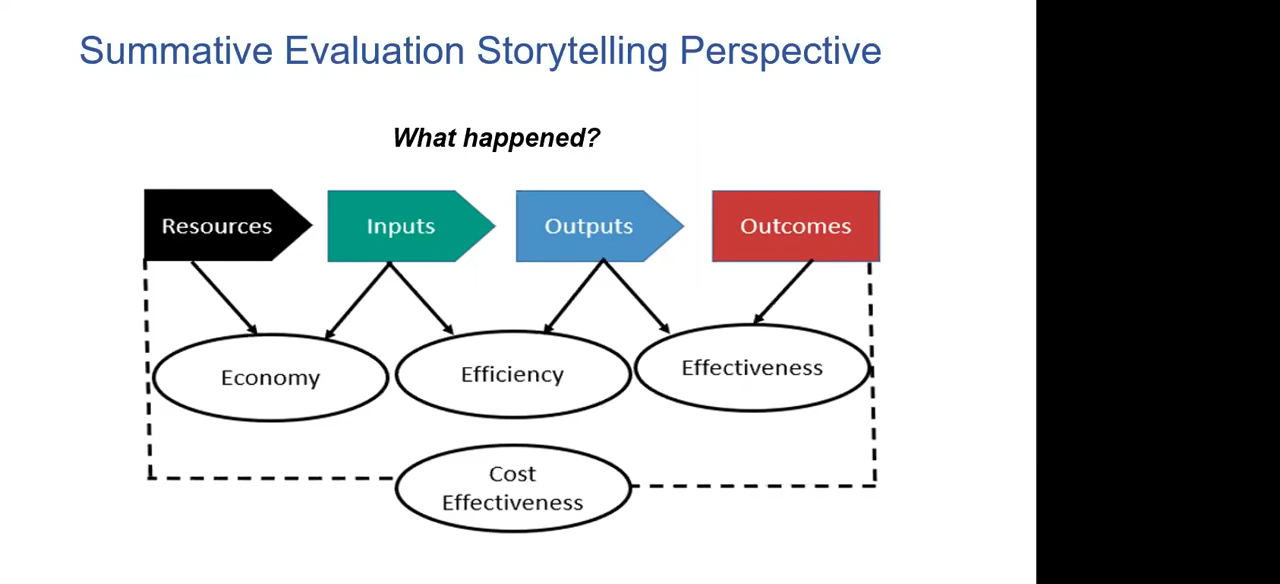 Summative Evaluation Storytelling Perspective
What happened?
Resources
Inputs
Outputs
Outcomes
Economy
Efficiency
Effectiveness
Cost
Effectiveness